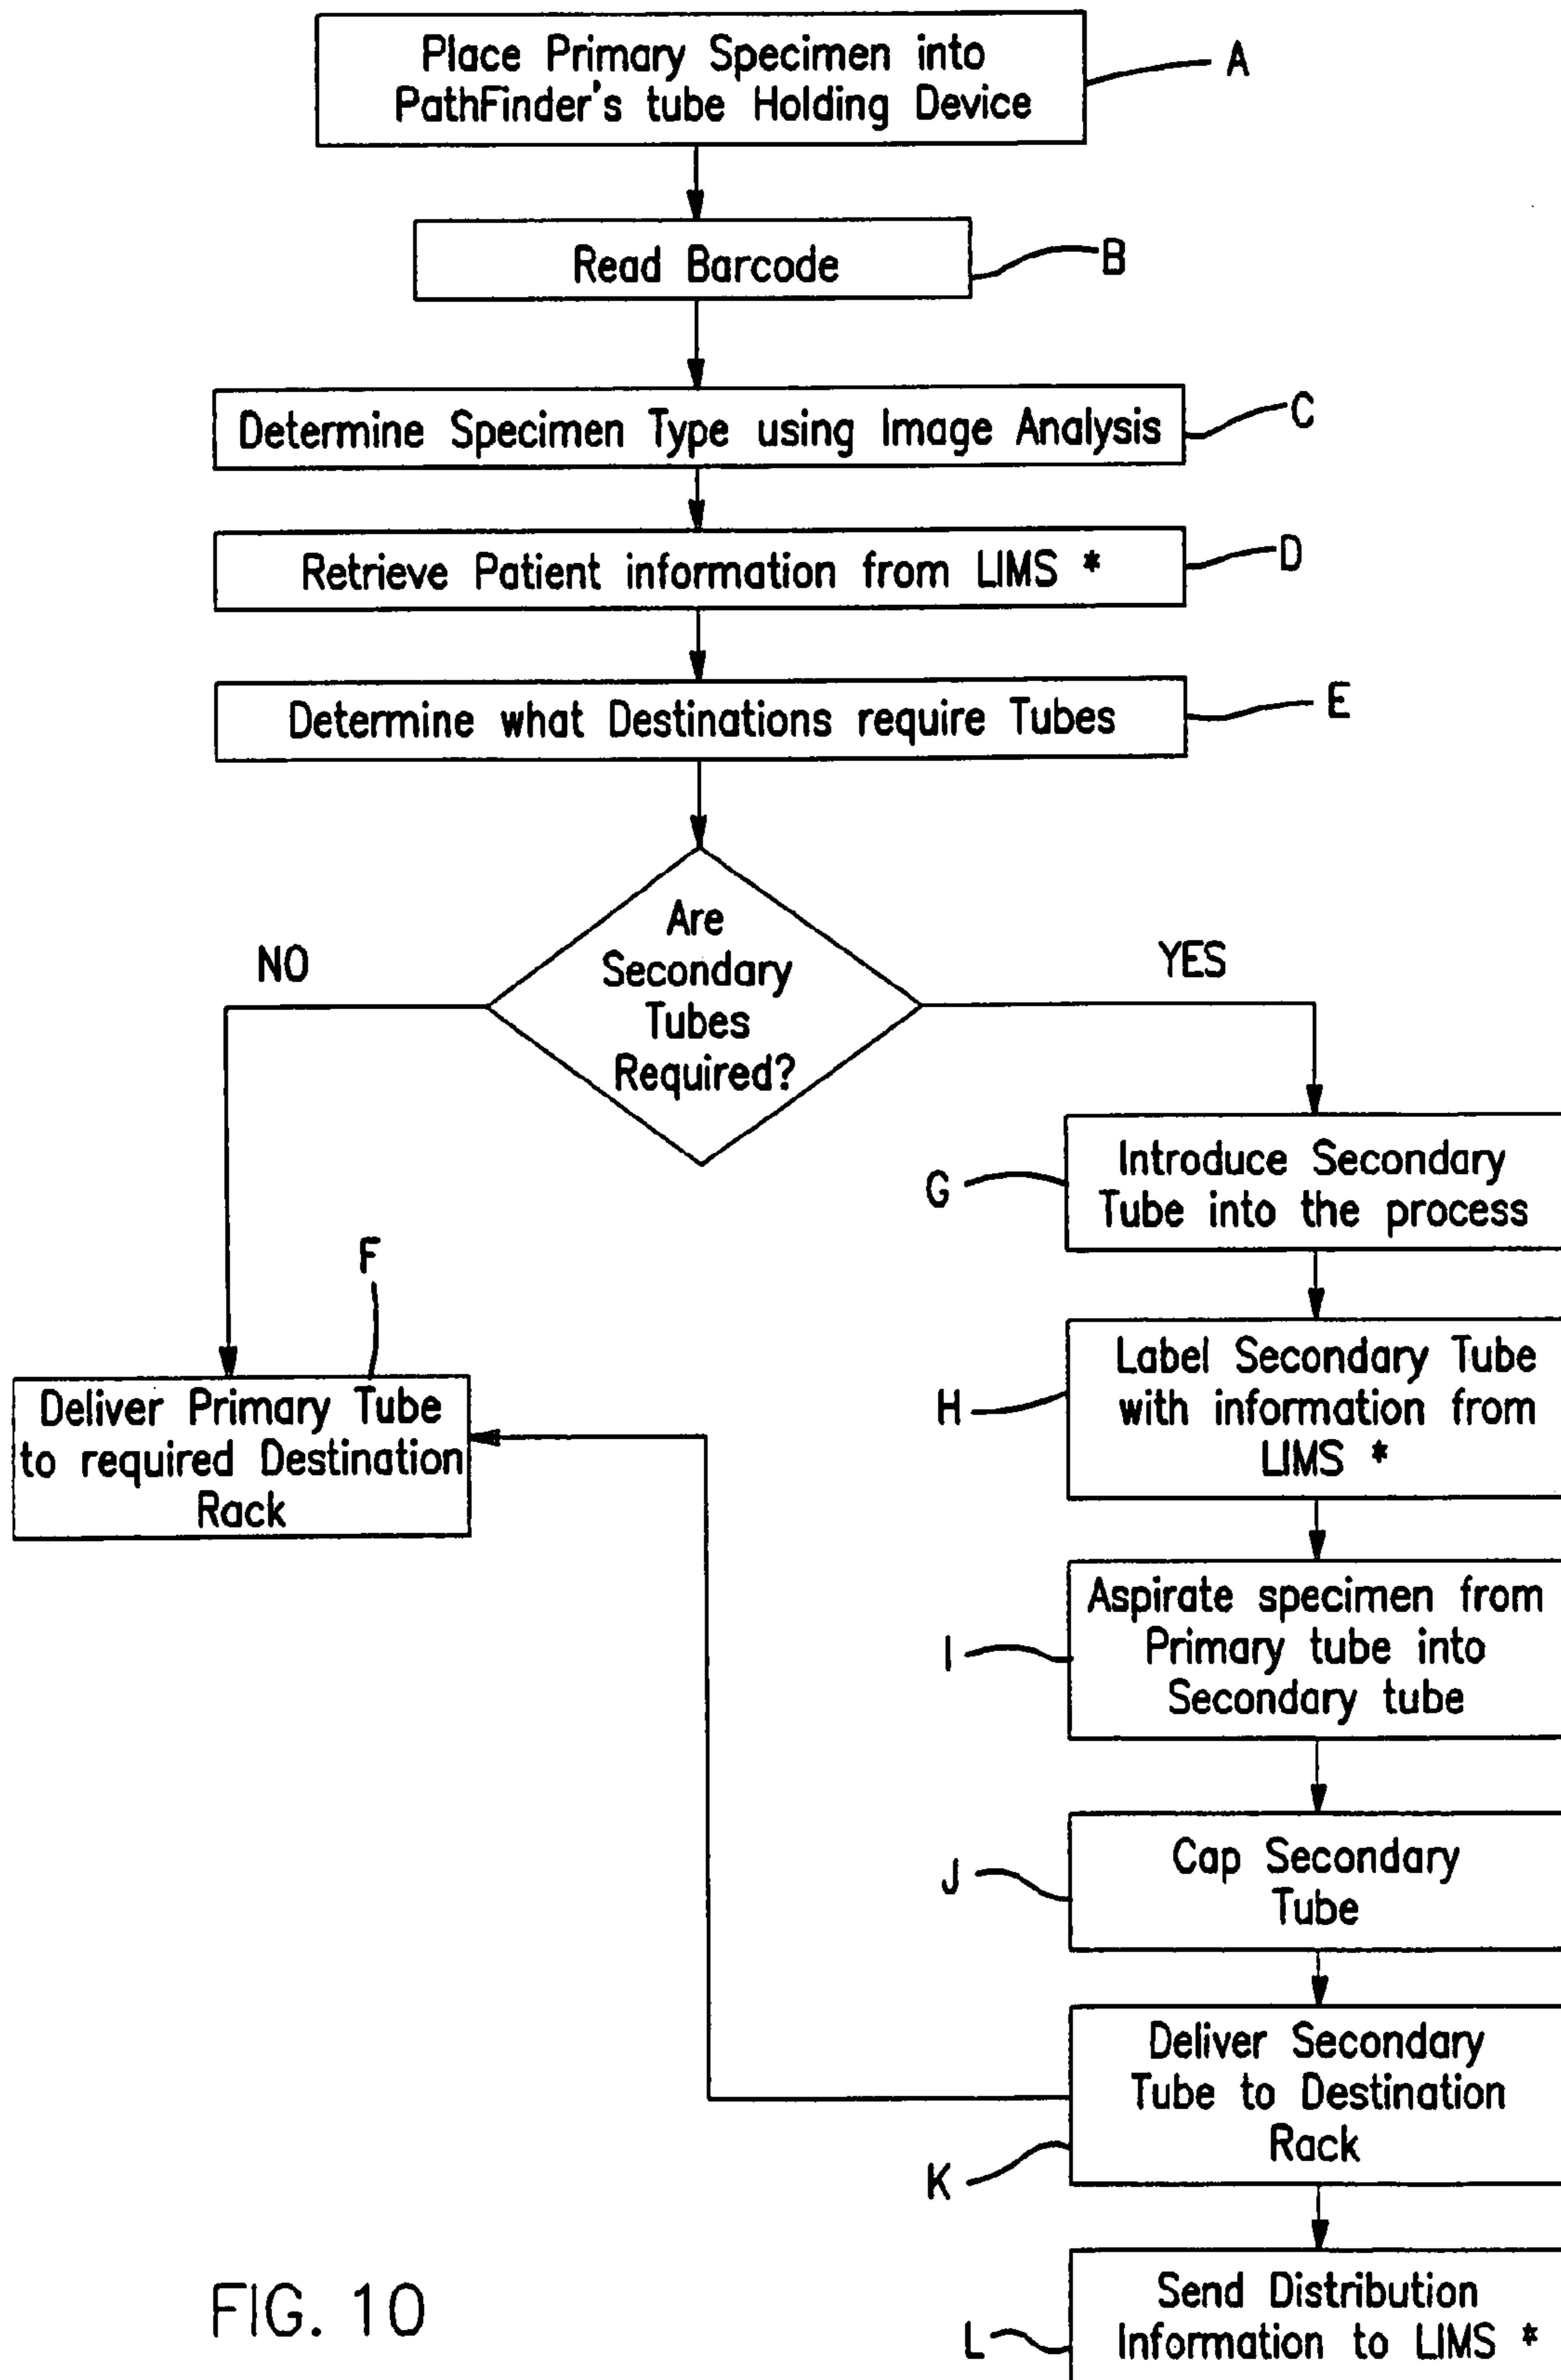 Place Primary Specimen into
PathFinder's tube Holding Device
A
Read Barcode
B
Determine Specimen Type using Image Analysis
C
Retrieve Patient information from LIMS *
D
Determine what Destinations require Tubes
E
Are
Secondary
Tubes
Required?
NO
YES
F
Deliver Primary Tube
to required Destination
Rack
G
Introduce Secondary
Tube into the process
H
Label Secondary Tube
with information from
LIMS *
I
Aspirate specimen from
Primary tube into
Secondary tube
J
Cap Secondary
Tube
K
Deliver Secondary
Tube to Destination
Rack
L
Send Distribution
Information to LIMS *
FIG. 10